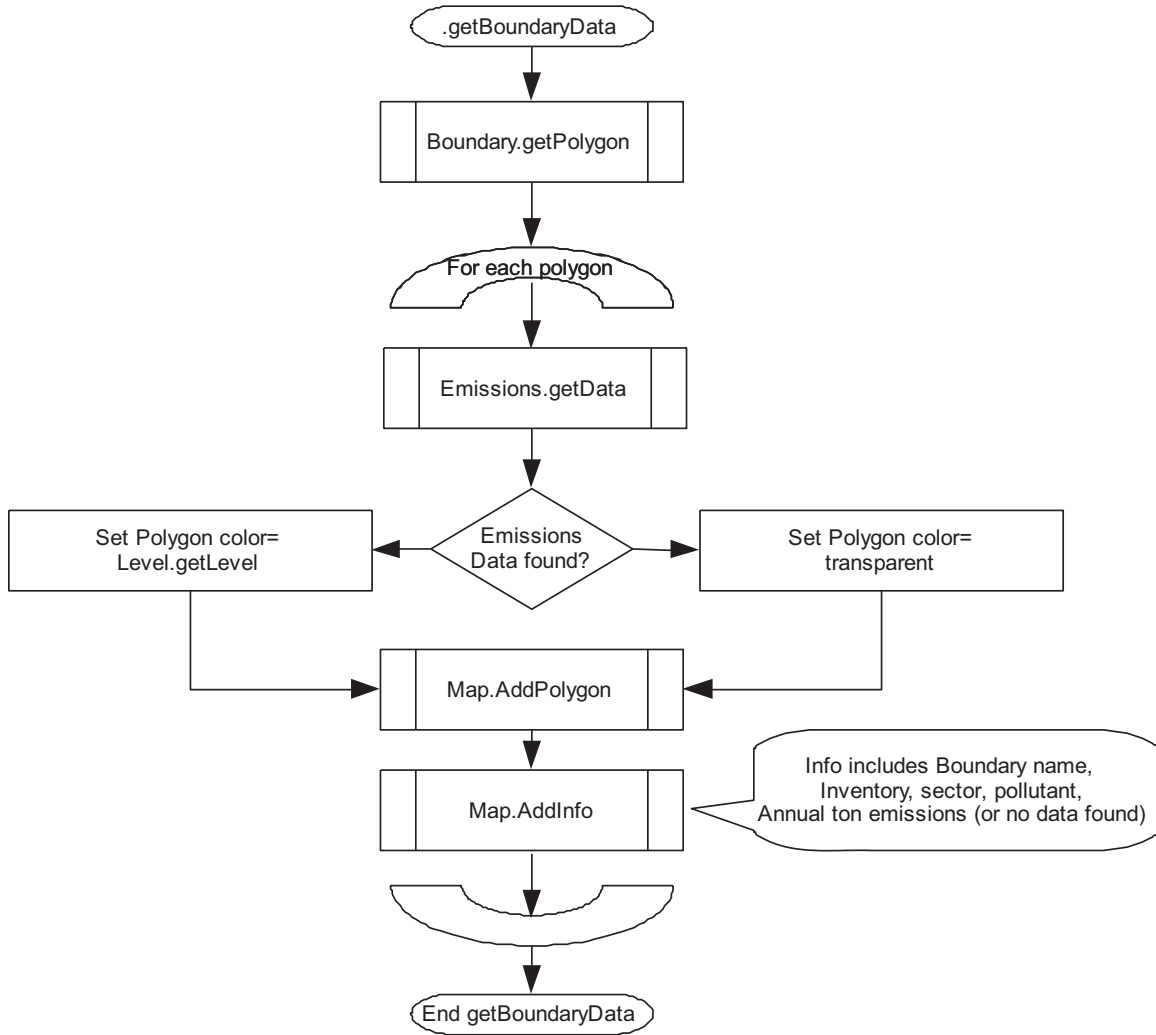 .getBoundaryData
Boundary.getPolygon
For each polygon
Emissions.getData
Emissions
Data found?
Set Polygon color=
Level.getLevel
Set Polygon color=
transparent
Map.AddPolygon
Map.AddInfo
Info includes Boundary name,
Inventory, sector, pollutant,
Annual ton emissions (or no data found)
End getBoundaryData